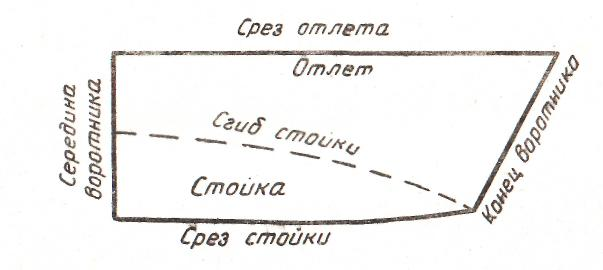 Срез отлета
Отлет
Середина
воротника
Сгиб стойки
Конец воротника
Стойка
Срез стойки